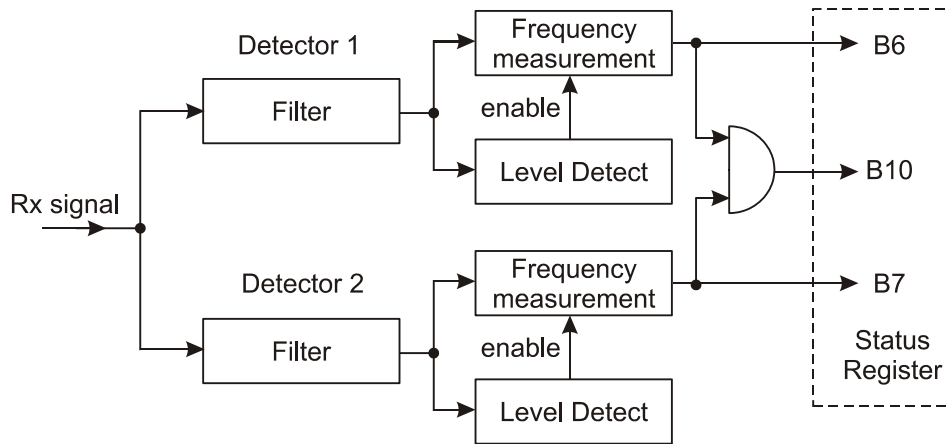 Detector 1
Filter
Frequency
measurement
enable
Level Detect
B6
B10
Rx signal
Detector 2
Filter
Frequency
measurement
enable
Level Detect
B7
Status
Register